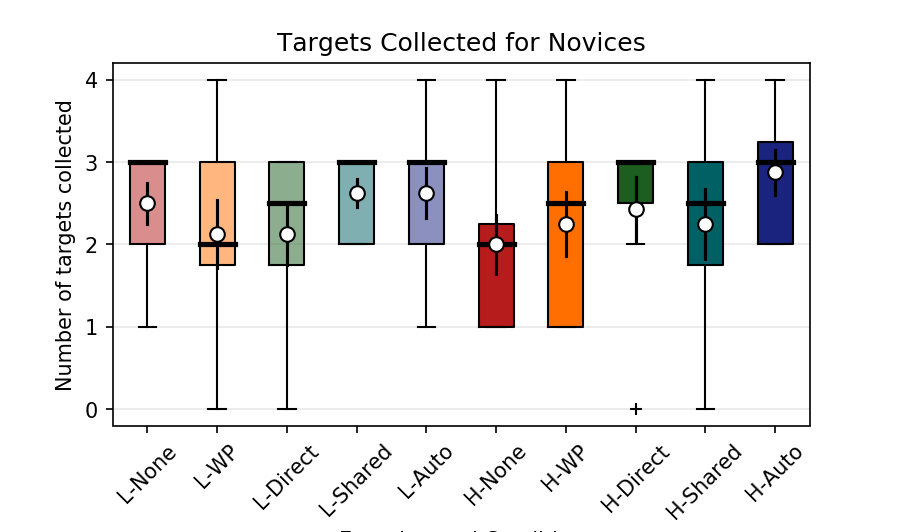 Targets Collected for Novices
Number of targets collected
4
3
2
1
0
L-None
L-WP
L-Direct
L-Shared
L-Auto
H-None
H-WP
H-Direct
H-Shared
H-Auto